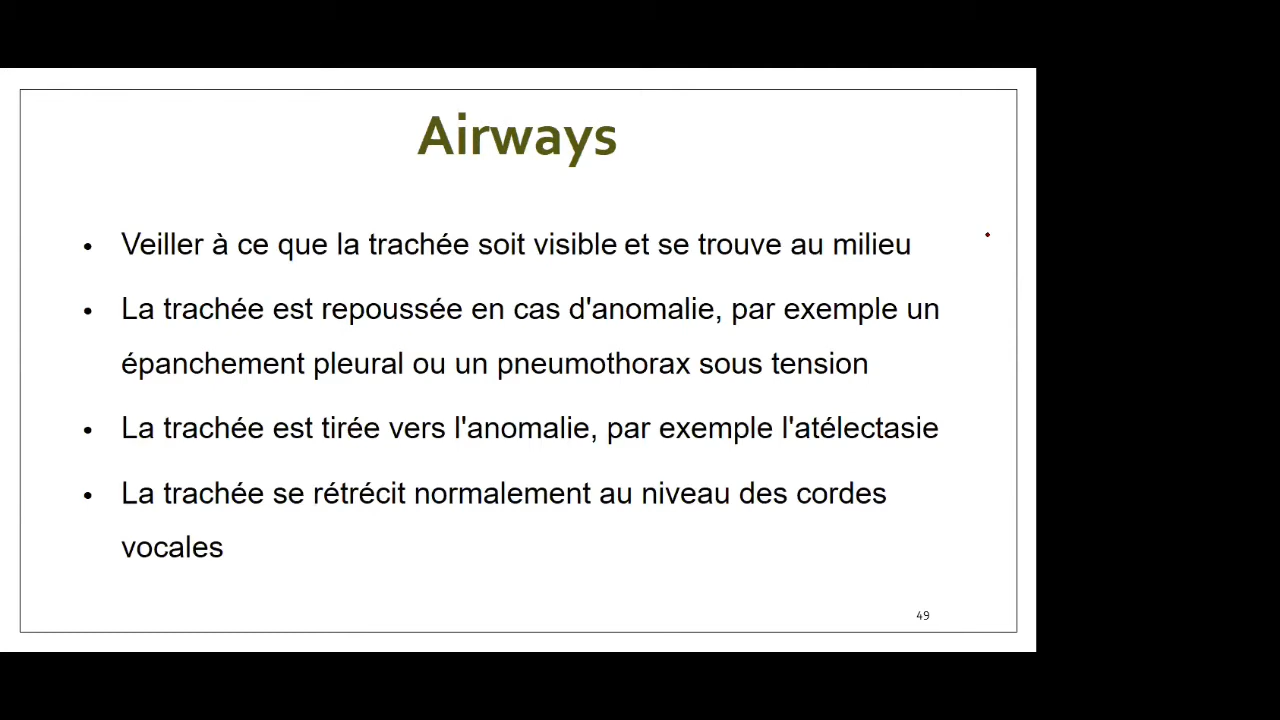 Airways
• Veiller à ce que la trachée soit visible et se trouve au milieu
• La trachée est repoussée en cas d'anomalie, par exemple un
épanchement pleural ou un pneumothorax sous tension
• La trachée est tirée vers l'anomalie, par exemple l'atélectasie
• La trachée se rétrécit normalement au niveau des cordes
vocales
49